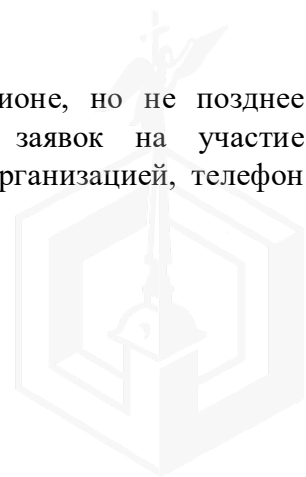 ионе, но не позднее
заявок на участие
рганизацией, телефон